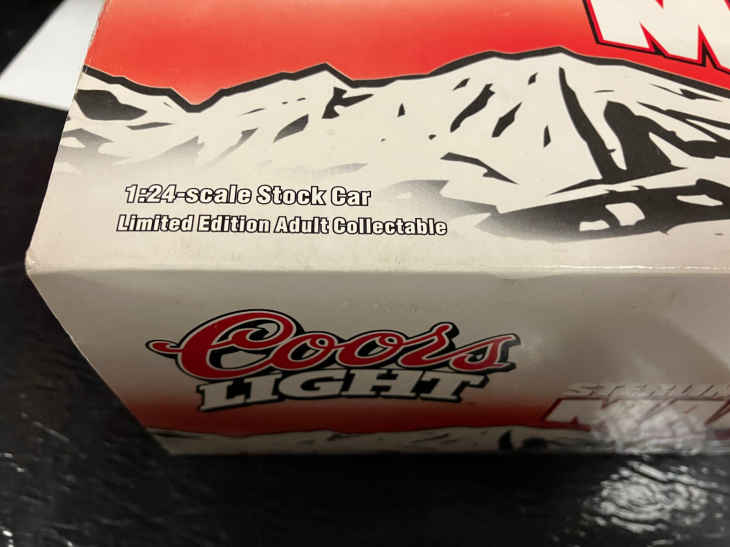 1:24-scale Stock Car
Limited Edition Adult Collectable
Coors
LIGHT